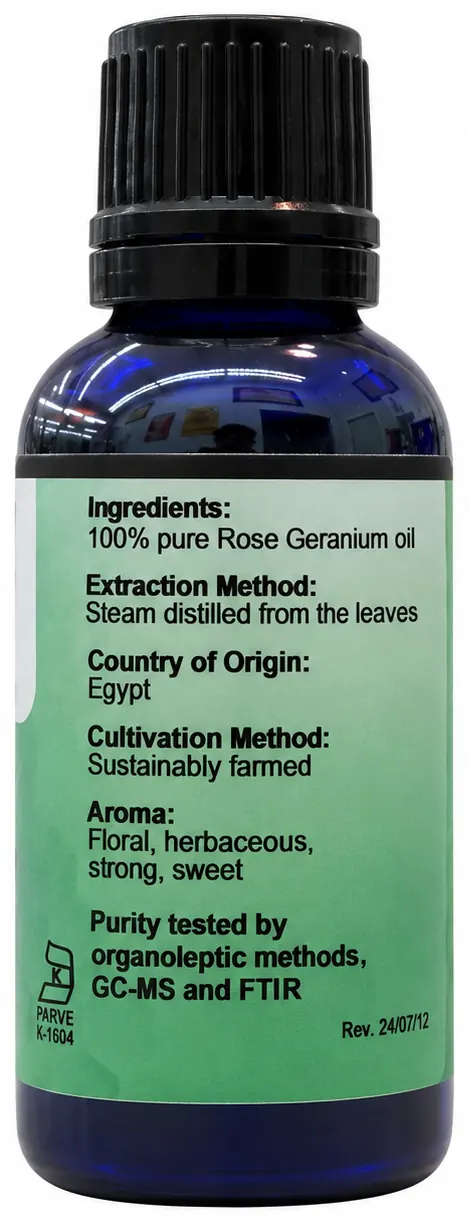 Ingredients:
100% pure Rose Geranium oil
Extraction Method:
Steam distilled from the leaves
Country of Origin:
Egypt
Cultivation Method:
Sustainably farmed
Aroma:
Floral, herbaceous,
strong, sweet
Purity tested by
organoleptic methods,
GC-MS and FTIR
K
PARVE
K-1604
Rev. 24/07/12